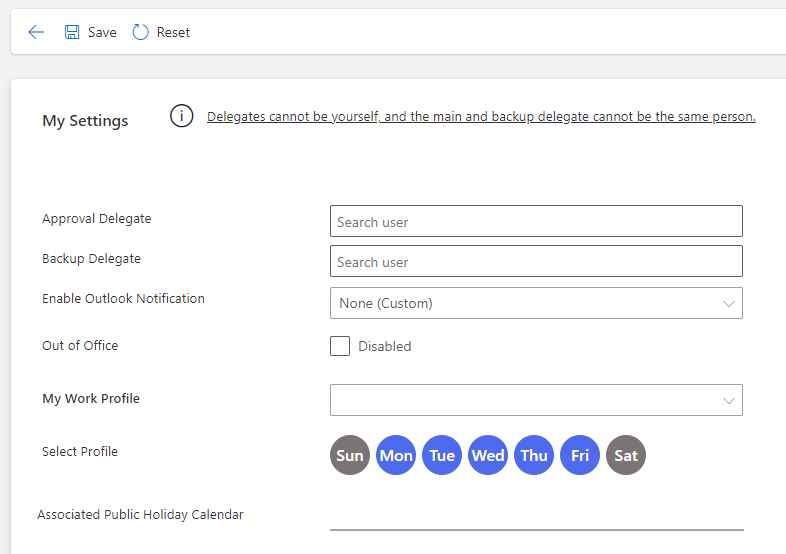 Save Reset
My Settings Delegates cannot be yourself, and the main and backup delegate cannot be the same person.
Approval Delegate Search user
Backup Delegate Search user
Enable Outlook Notification None (Custom)
Out of Office Disabled
My Work Profile
Select Profile Sun Mon Tue Wed Thu Fri Sat
Associated Public Holiday Calendar